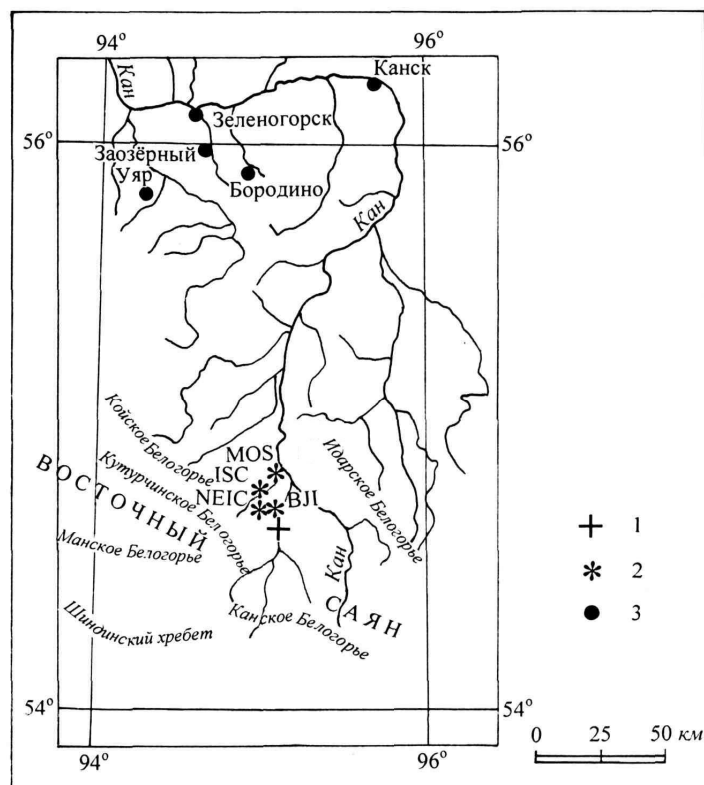 94°
96°
Кан
Канск
Зеленогорск
56°
56°
Заозёрный
Уяр
Бородино
Кан
Койское Белогорье
MOS
ISC
Идарское Белогорье
ВОСТОЧНЫЙ
Кутурчинское Белогорье
NEIC
BJI
1
Манское Белогорье
Кан
2
САЯН
3
Шиндинский хребет
Канское Белогорье
54°
54°
0 25 50 км
94°
96°